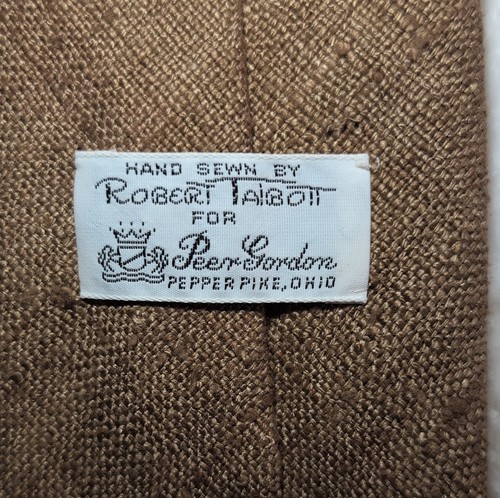 HAND SEWN BY
ROBERT TALBOTT
FOR
Peer Gordon
PEPPER PIKE, OHIO